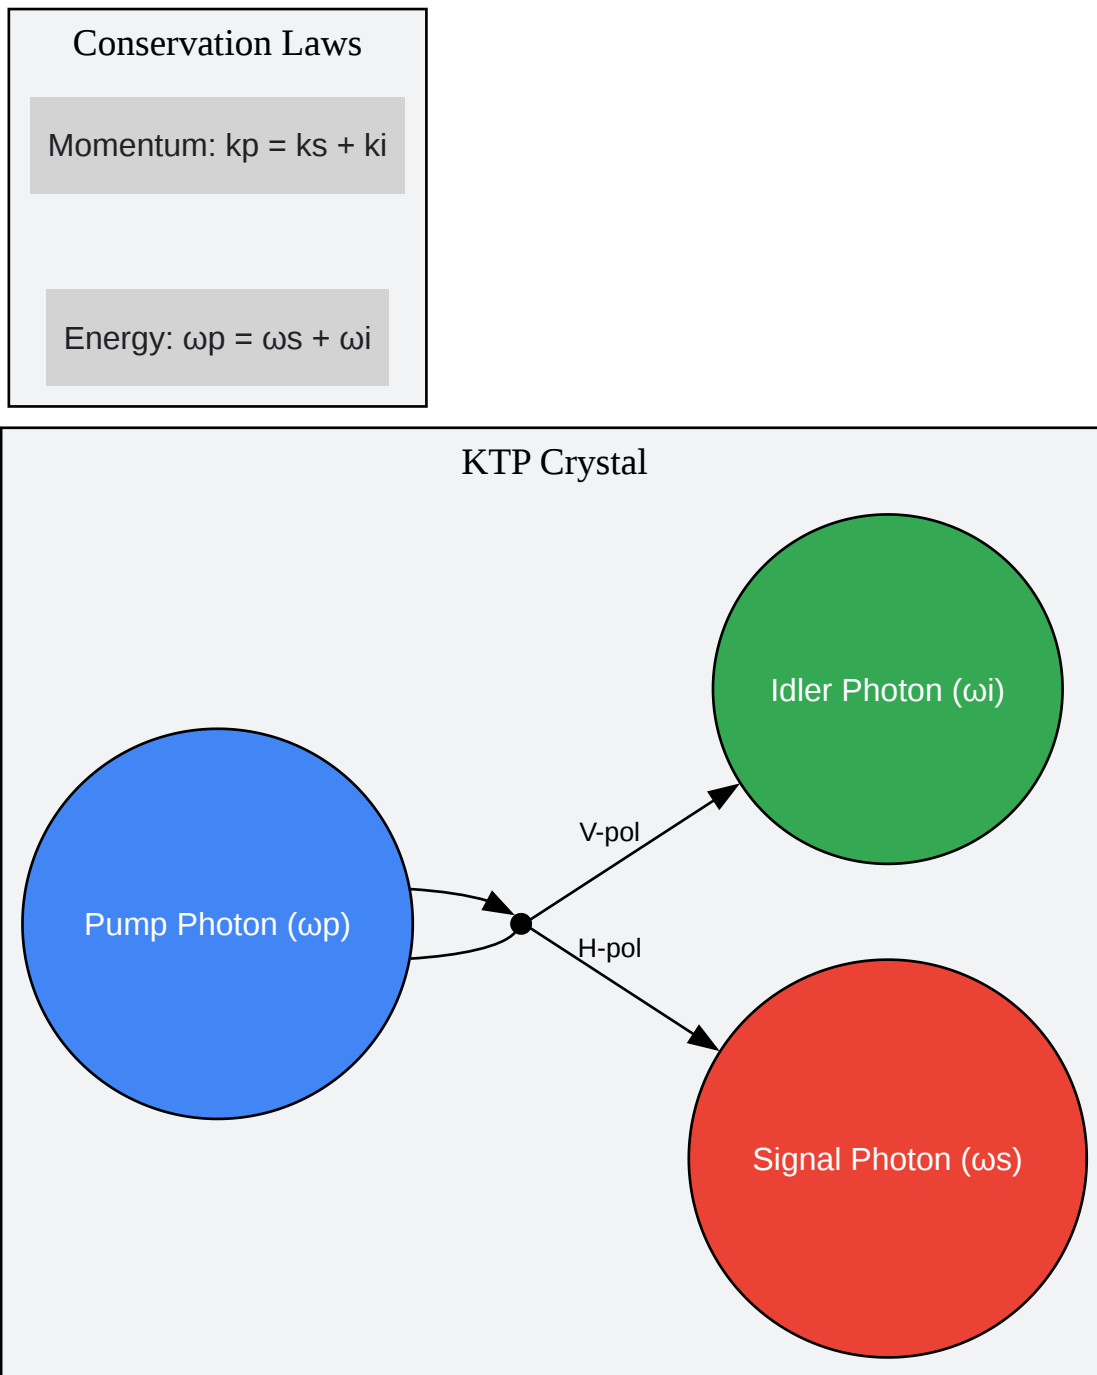 Conservation Laws
Momentum: kp = ks + ki
Energy: ωp = ωs + ωi
KTP Crystal
Idler Photon (ωi)
V-pol
Pump Photon (ωp)
H-pol
Signal Photon (ωs)